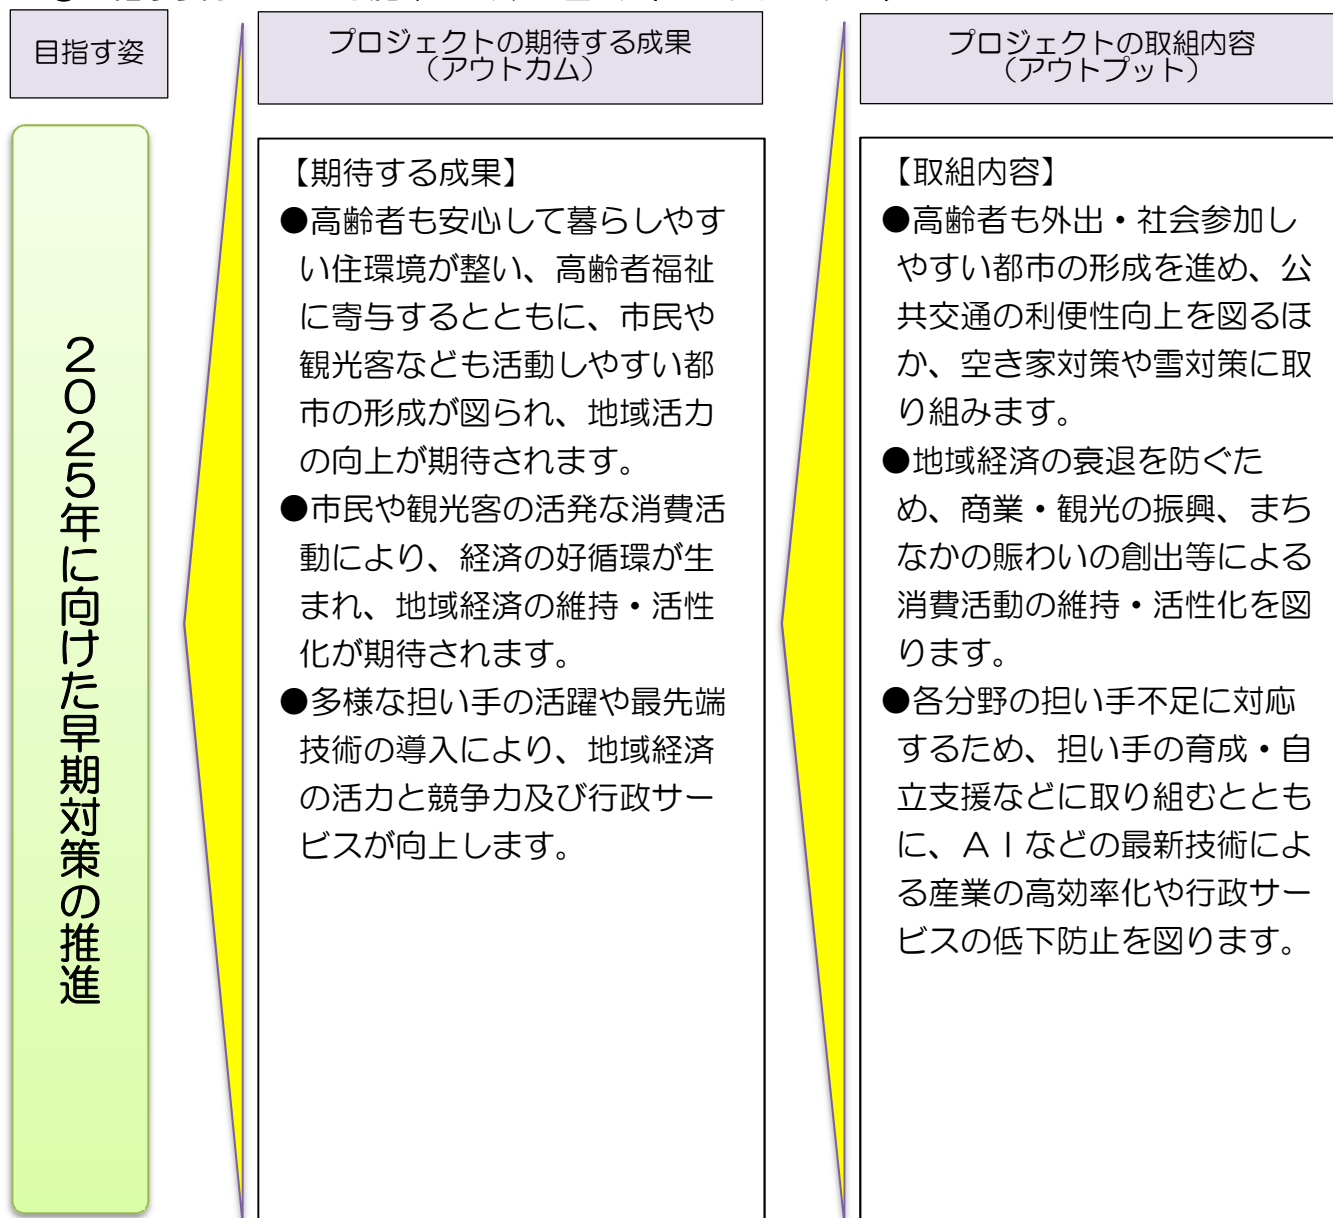 目指す姿
プロジェクトの期待する成果
（アウトカム）
プロジェクトの取組内容
（アウトプット）
2025年に向けた早期対策の推進
【期待する成果】
●高齢者も安心して暮らしやす
い住環境が整い、高齢者福祉
に寄与するとともに、市民や
観光客なども活動しやすい都
市の形成が図られ、地域活力
の向上が期待されます。
●市民や観光客の活発な消費活
動により、経済の好循環が生
まれ、地域経済の維持・活性
化が期待されます。
●多様な担い手の活躍や最先端
技術の導入により、地域経済
の活力と競争力及び行政サー
ビスが向上します。
【取組内容】
●高齢者も外出・社会参加し
やすい都市の形成を進め、公
共交通の利便性向上を図るほ
か、空き家対策や雪対策に取
り組みます。
●地域経済の衰退を防ぐた
め、商業・観光の振興、まち
なかの賑わいの創出等による
消費活動の維持・活性化を図
ります。
●各分野の担い手不足に対応
するため、担い手の育成・自
立支援などに取り組むととも
に、ＡＩなどの最新技術によ
る産業の高効率化や行政サー
ビスの低下防止を図ります。